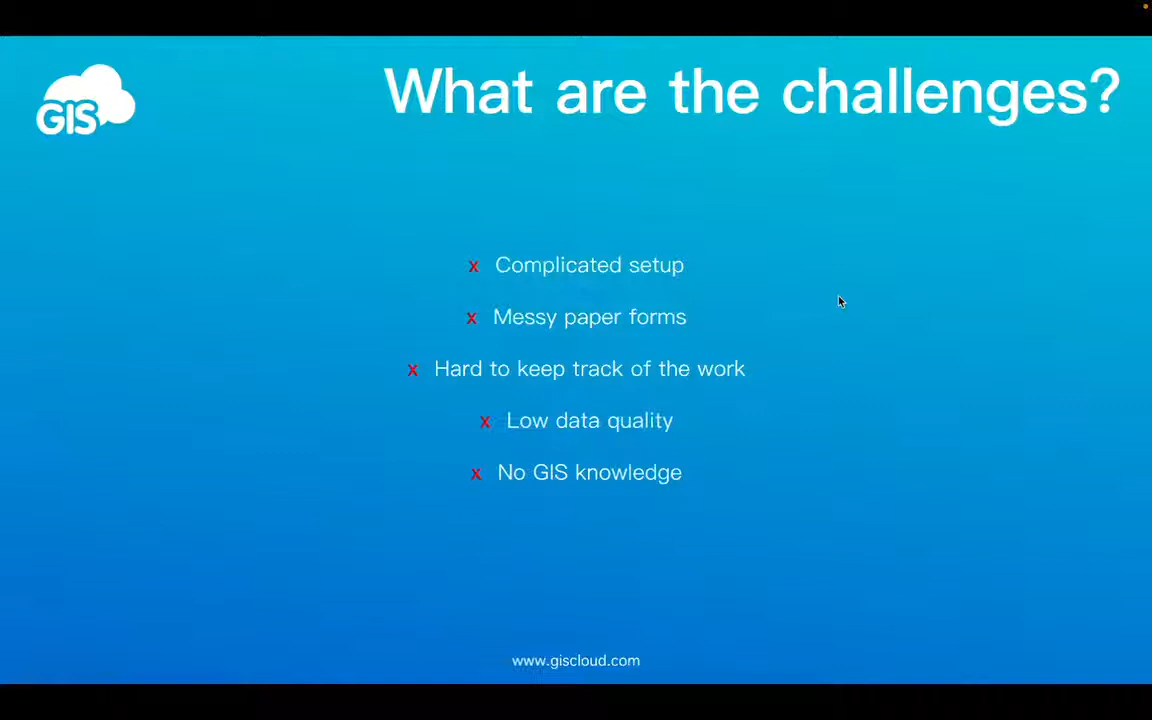 GIS
What are the challenges?
x Complicated setup
x Messy paper forms
x Hard to keep track of the work
x Low data quality
x No GIS knowledge
www.giscloud.com